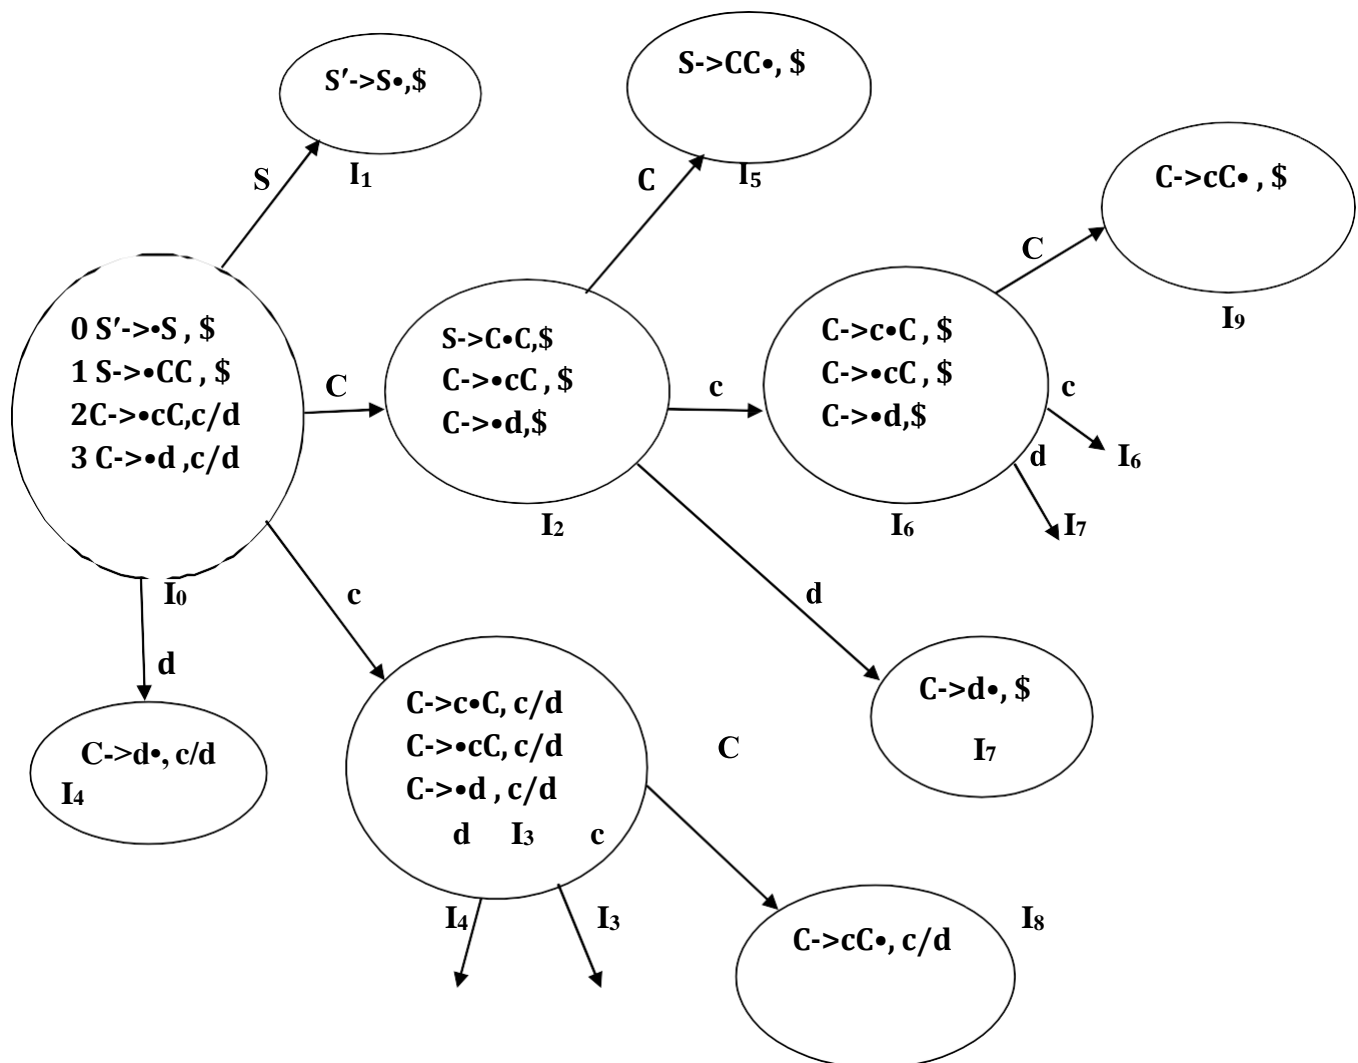 S′->S•,$
I₁
S
S->CC•, $
I₅
C
C->cC• , $
I₉
C
0 S′->•S , $
1 S->•CC , $
2C->•cC,c/d
3 C->•d ,c/d
I₀
C
S->C•C,$
C->•cC , $
C->•d,$
I₂
c
C->c•C , $
C->•cC , $
C->•d,$
I₆
c
I₆
d
I₇
d
C->d•, $
I₇
c
d
C->d•, c/d
I₄
C->c•C, c/d
C->•cC, c/d
C->•d , c/d
d I₃ c
I₄ I₃
C
C->cC•, c/d
I₈